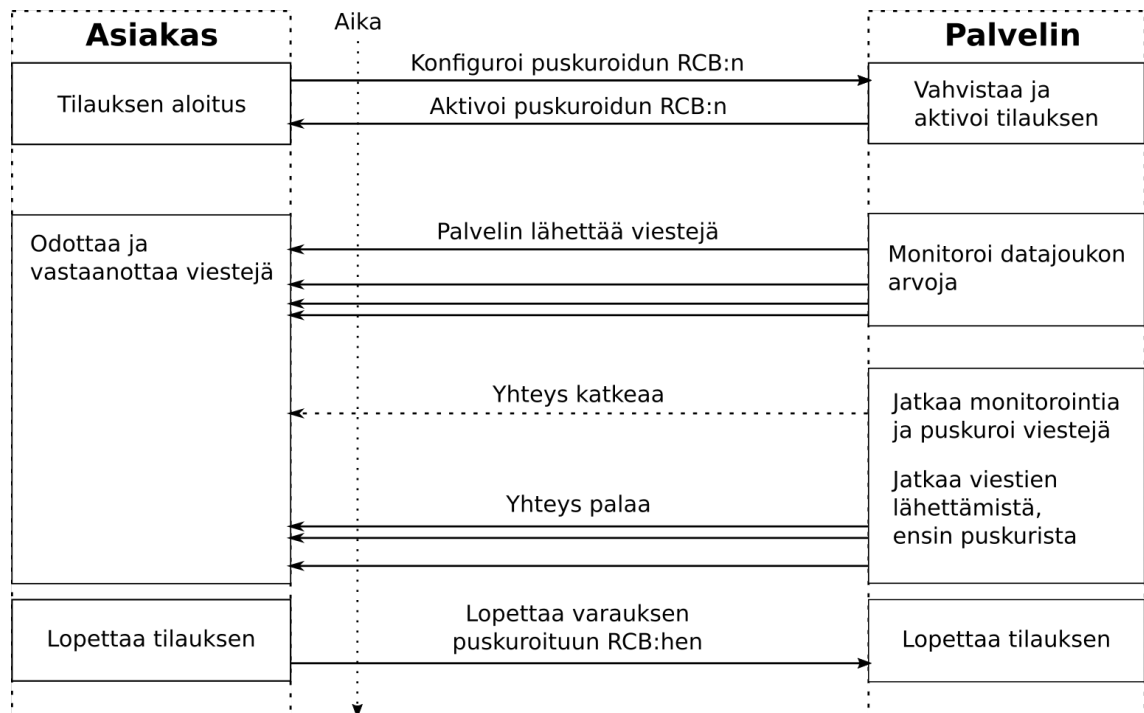 Asiakas
Aika
Palvelin
Konfiguroi puskuroidun RCB:n
Tilauksen aloitus
Aktivoi puskuroidun RCB:n
Vahvistaa ja
aktivoi tilauksen
Palvelin lähettää viestejä
Odottaa ja
vastaanottaa viestejä
Monitoroi datajoukon
arvoja
Yhteys katkeaa
Jatkaa monitorointia
ja puskuroi viestejä
Yhteys palaa
Jatkaa viestien
lähettämistä,
ensin puskurista
Lopettaa tilauksen
Lopettaa varauksen
puskuroituun RCB:hen
Lopettaa tilauksen